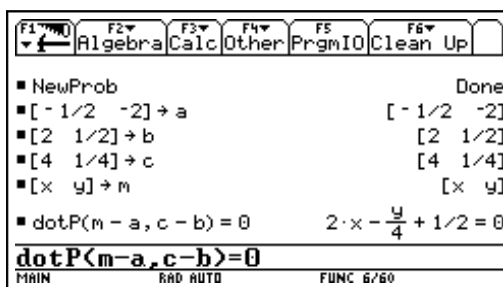 F1 F2 F3 F4 F5 F6
Algebra Calc Other PrgmIO Clean Up
▪ NewProb Done
▪ [-1/2 -2] → a [-1/2 -2]
▪ [2 1/2] → b [2 1/2]
▪ [4 1/4] → c [4 1/4]
▪ [x y] → m [x y]
▪ dotP(m - a, c - b) = 0 2·x - y/4 + 1/2 = 0
dotP(m-a,c-b)=0
MAIN RAD AUTO FUNC 6/60